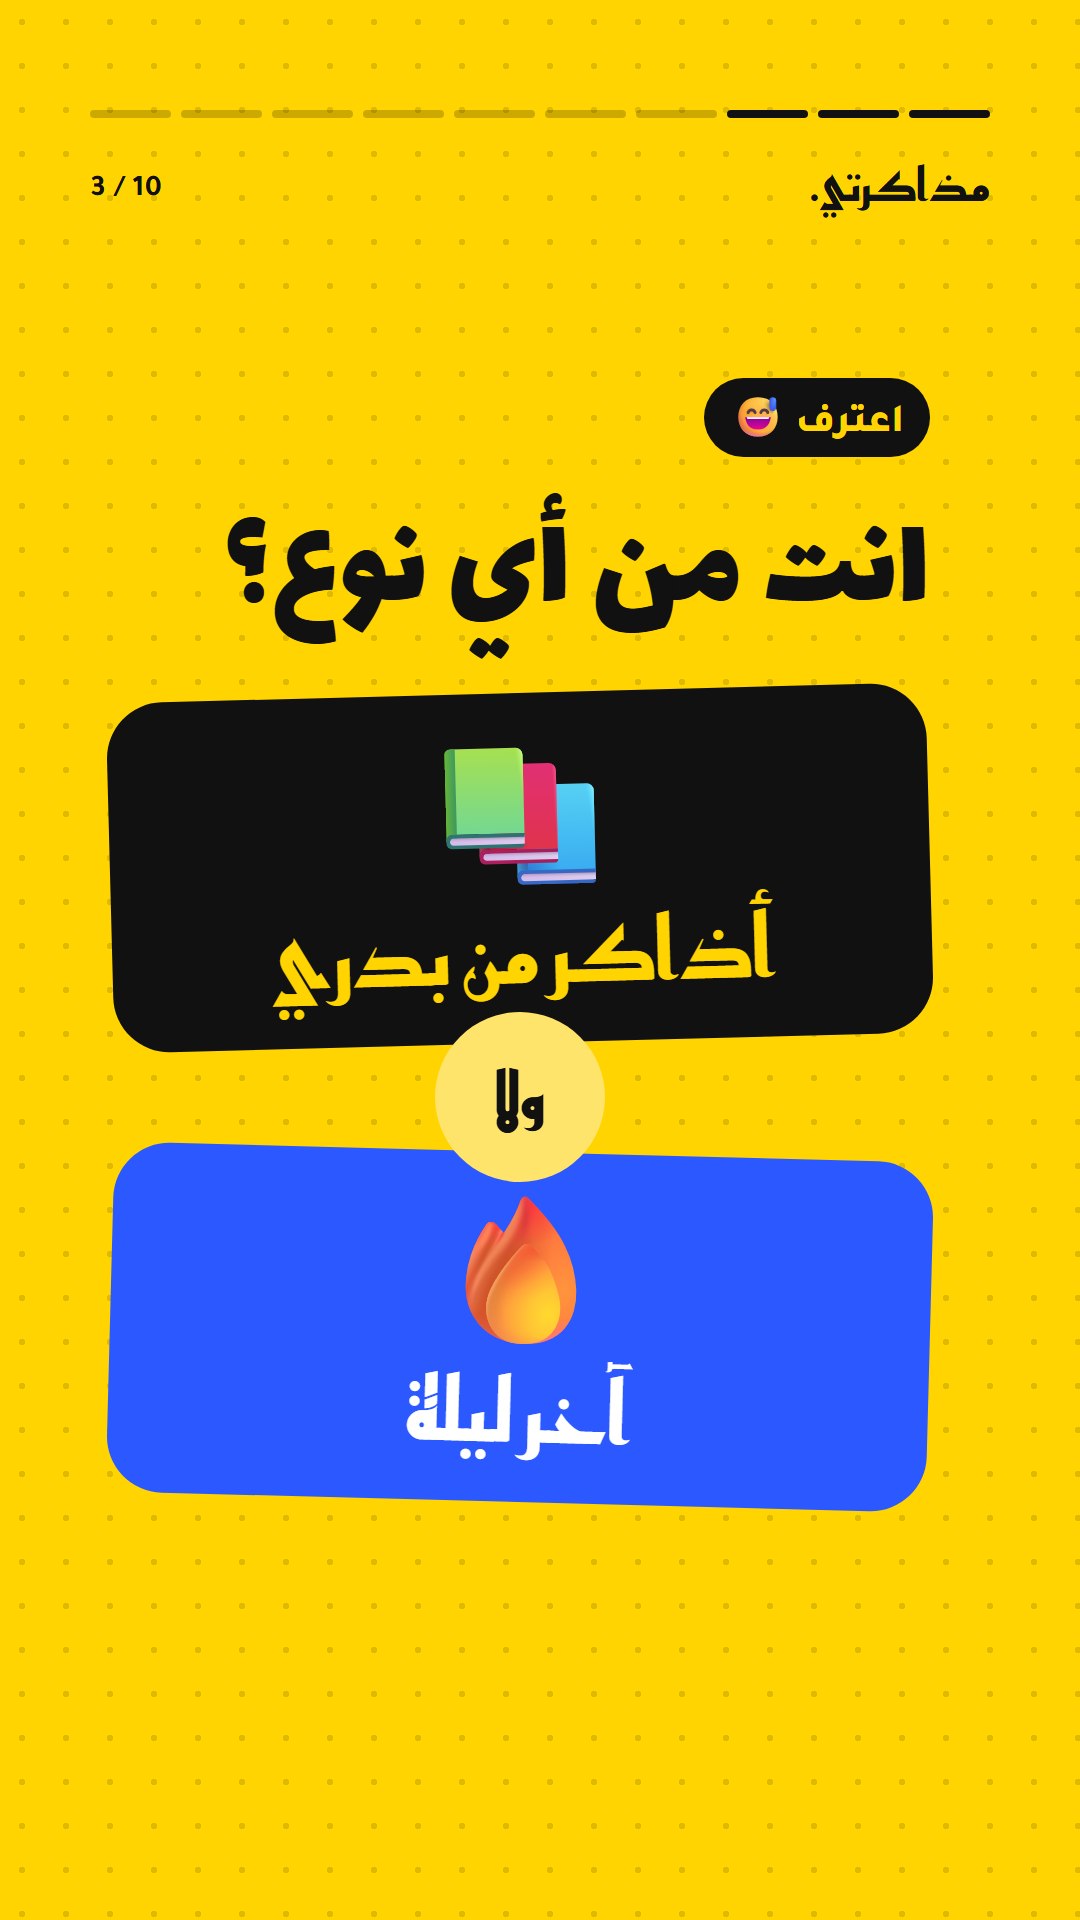 مذاكرتي.
3 / 10
اعترف 😅
انت من أي نوع؟
أذاكر من بدري
ولا
آخر ليلة